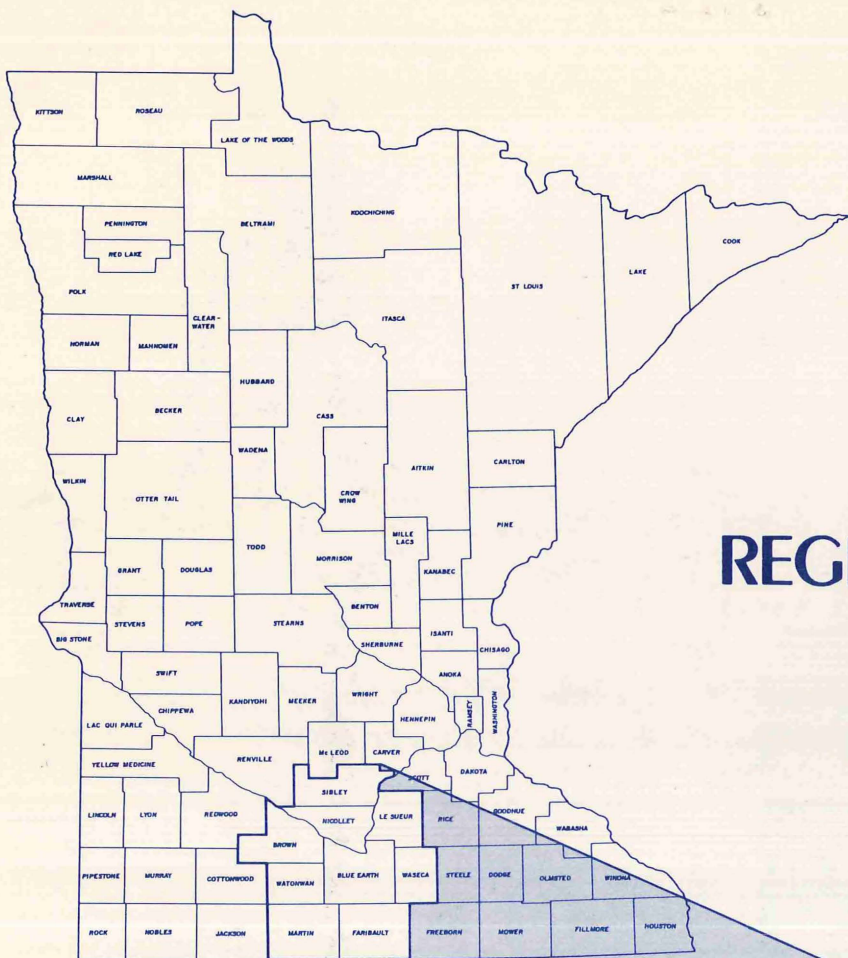 KITTSON
ROSEAU
LAKE OF THE WOODS
MARSHALL
KOOCHICHING
BELTRAMI
PENNINGTON
RED LAKE
COOK
LAKE
ST LOUIS
POLK
ITASCA
CLEAR-
WATER
NORMAN
MAHNOMEN
HUBBARD
CASS
BECKER
CLAY
WADENA
AITKIN
CARLTON
WILKIN
OTTER TAIL
CROW
WING
PINE
TODD
MILLE
LACS
MORRISON
GRANT
DOUGLAS
KANABEC
REGI
TRAVERSE
BENTON
STEVENS
POPE
STEARNS
BIG STONE
ISANTI
SHERBURNE
CHISAGO
SWIFT
ANOKA
KANDIYOHI
MEEKER
WRIGHT
CHIPPEWA
RAMSEY
WASHINGTON
HENNEPIN
LAC QUI PARLE
RENVILLE
Mc LEOD
CARVER
YELLOW MEDICINE
SCOTT
DAKOTA
SIBLEY
LINCOLN
LYON
REDWOOD
NICOLLET
LE SUEUR
RICE
GOODHUE
WABASHA
BROWN
PIPESTONE
MURRAY
COTTONWOOD
WATONWAN
BLUE EARTH
WASECA
STEELE
DODGE
OLMSTED
WINONA
ROCK
NOBLES
JACKSON
MARTIN
FARIBAULT
FREEBORN
MOWER
FILLMORE
HOUSTON